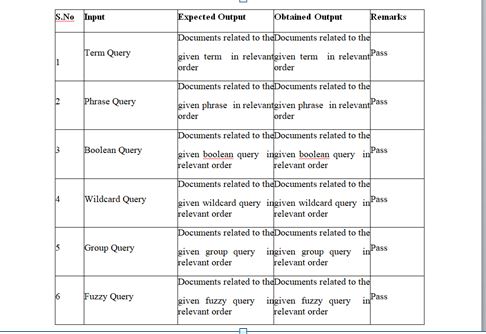 S.No Input Expected Output Obtained Output Remarks
1 Term Query Documents related to the given term in relevant order Documents related to the given term in relevant order Pass
2 Phrase Query Documents related to the given phrase in relevant order Documents related to the given phrase in relevant order Pass
3 Boolean Query Documents related to the given boolean query in relevant order Documents related to the given boolean query in relevant order Pass
4 Wildcard Query Documents related to the given wildcard query in relevant order Documents related to the given wildcard query in relevant order Pass
5 Group Query Documents related to the given group query in relevant order Documents related to the given group query in relevant order Pass
6 Fuzzy Query Documents related to the given fuzzy query in relevant order Documents related to the given fuzzy query in relevant order Pass